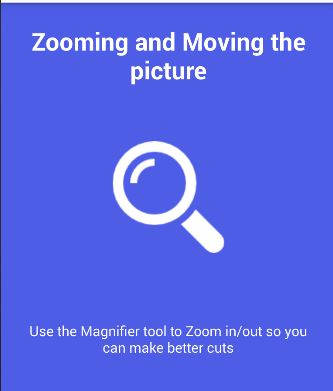 Zooming and Moving the
picture
Use the Magnifier tool to Zoom in/out so you
can make better cuts